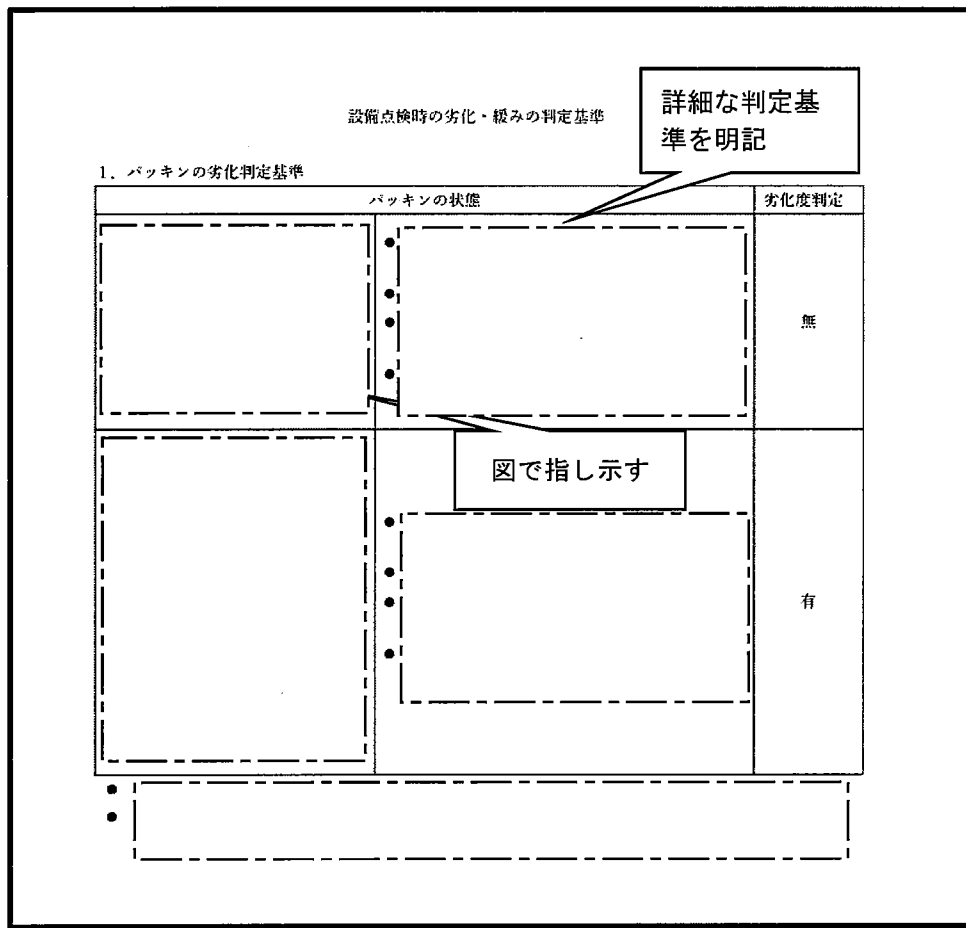 設備点検時の劣化・緩みの判定基準
詳細な判定基
準を明記
1．パッキンの劣化判定基準
パッキンの状態
劣化度判定
無
図で指し示す
有